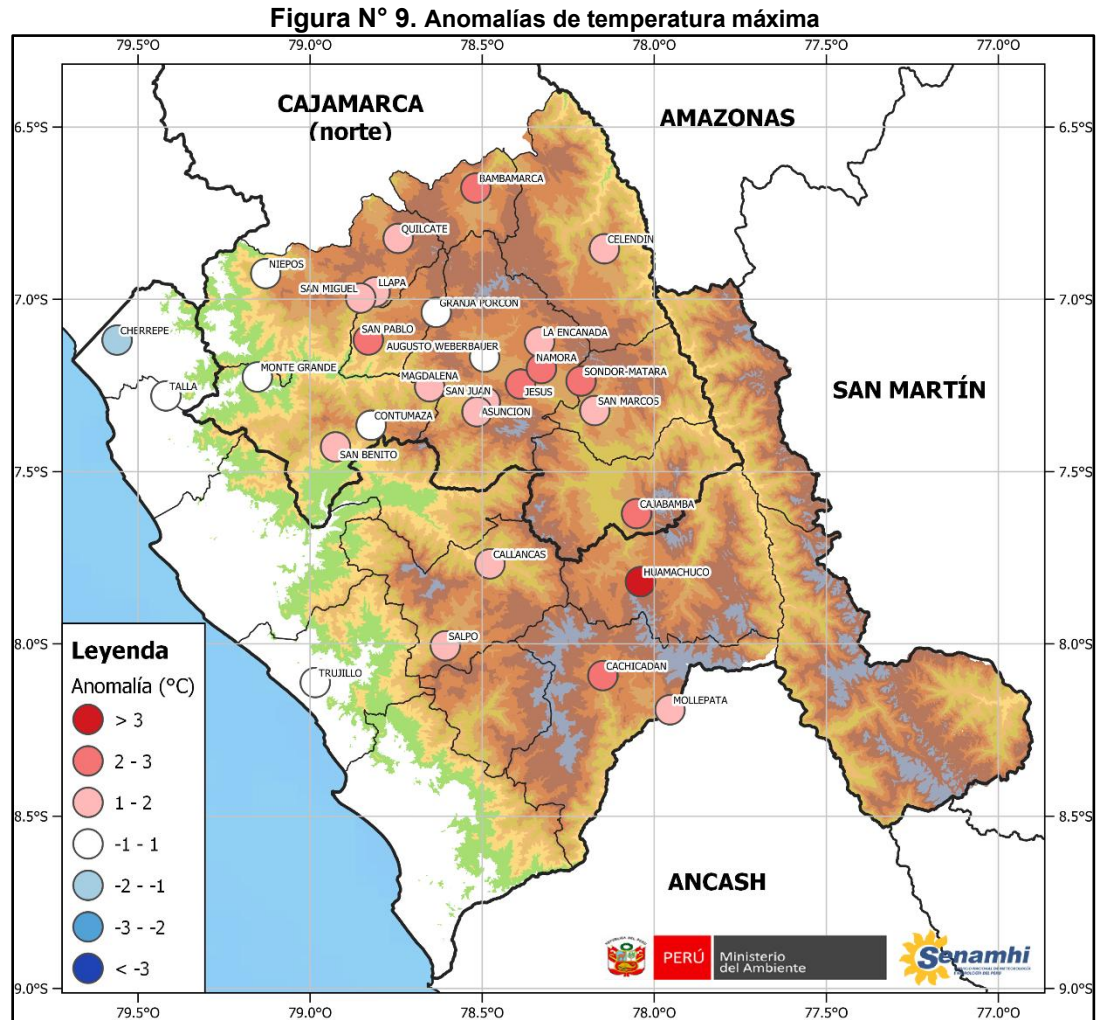 Figura N° 9. Anomalías de temperatura máxima
79.5°O 79.0°O 78.5°O 78.0°O 77.5°O 77.0°O
CAJAMARCA
(norte)
AMAZONAS
6.5°S 6.5°S
BAMBAMARCA
QUILCATE
CELENDIN
NIEPOS
LLAPA
SAN MIGUEL
7.0°S 7.0°S
GRANJA PORCON
CHERREPE
SAN PABLO
LA ENCANADA
AUGUSTO WEBERBAUER
NAMORA
MONTE GRANDE
MAGDALENA
SONDOR-MATARA
TALLA
SAN JUAN
JESUS
SAN MARCOS
ASUNCION
CONTUMAZA
SAN MARTÍN
SAN BENITO
7.5°S 7.5°S
CAJABAMBA
CALLANCAS
HUAMACHUCO
8.0°S 8.0°S
SALPO
CACHICADAN
TRUJILLO
MOLLEPATA
Leyenda
Anomalía (°C)
> 3
2 - 3
1 - 2
-1 - 1
-2 - -1
-3 - -2
< -3
8.5°S 8.5°S
ANCASH
PERÚ
Ministerio
del Ambiente
Senamhi
9.0°S 9.0°S
79.5°O 79.0°O 78.5°O 78.0°O 77.5°O 77.0°O